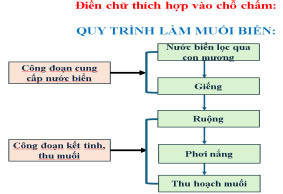 Điền chữ thích hợp vào chỗ chấm:
QUY TRÌNH LÀM MUỐI BIỂN:
Nước biển lọc qua
con mương
Công đoạn cung
cấp nước biển
Giếng
Ruộng
Công đoạn kết tinh,
thu muối
Phơi nắng
Thu hoạch muối